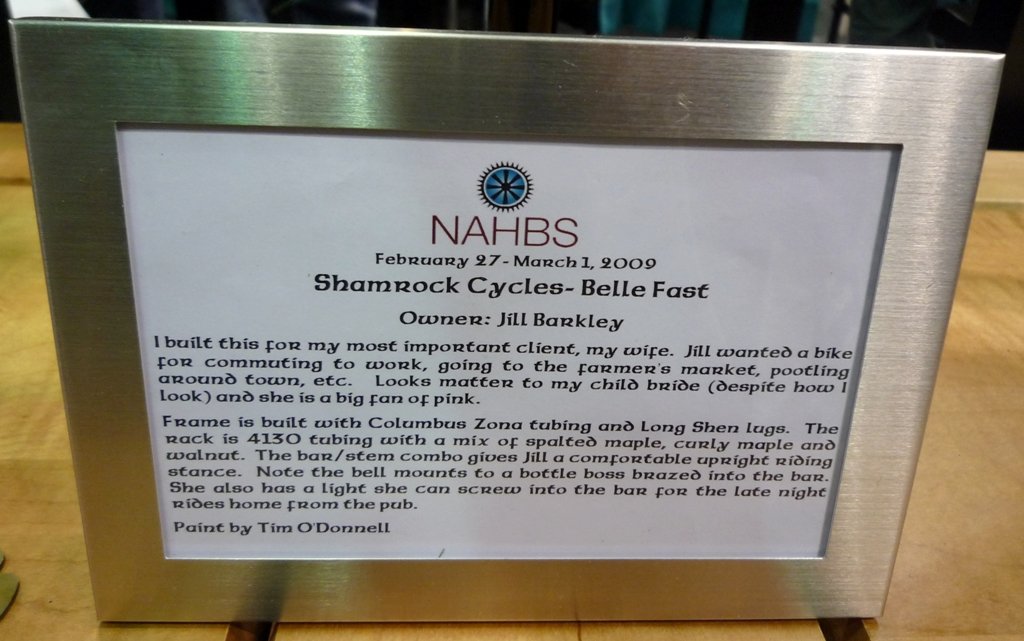 NAHBS
February 27 - March 1, 2009
Shamrock Cycles- Belle Fast
Owner: Jill Barkley
I built this for my most important client, my wife. Jill wanted a bike
for commuting to work, going to the farmer's market, pootling
around town, etc. Looks matter to my child bride (despite how I
look) and she is a big fan of pink.
Frame is built with Columbus Zona tubing and Long Shen lugs. The
rack is 4130 tubing with a mix of spalted maple, curly maple and
walnut. The bar/stem combo gives Jill a comfortable upright riding
stance. Note the bell mounts to a bottle boss brazed into the bar.
She also has a light she can screw into the bar for the late night
rides home from the pub.
Paint by Tim O'Donnell